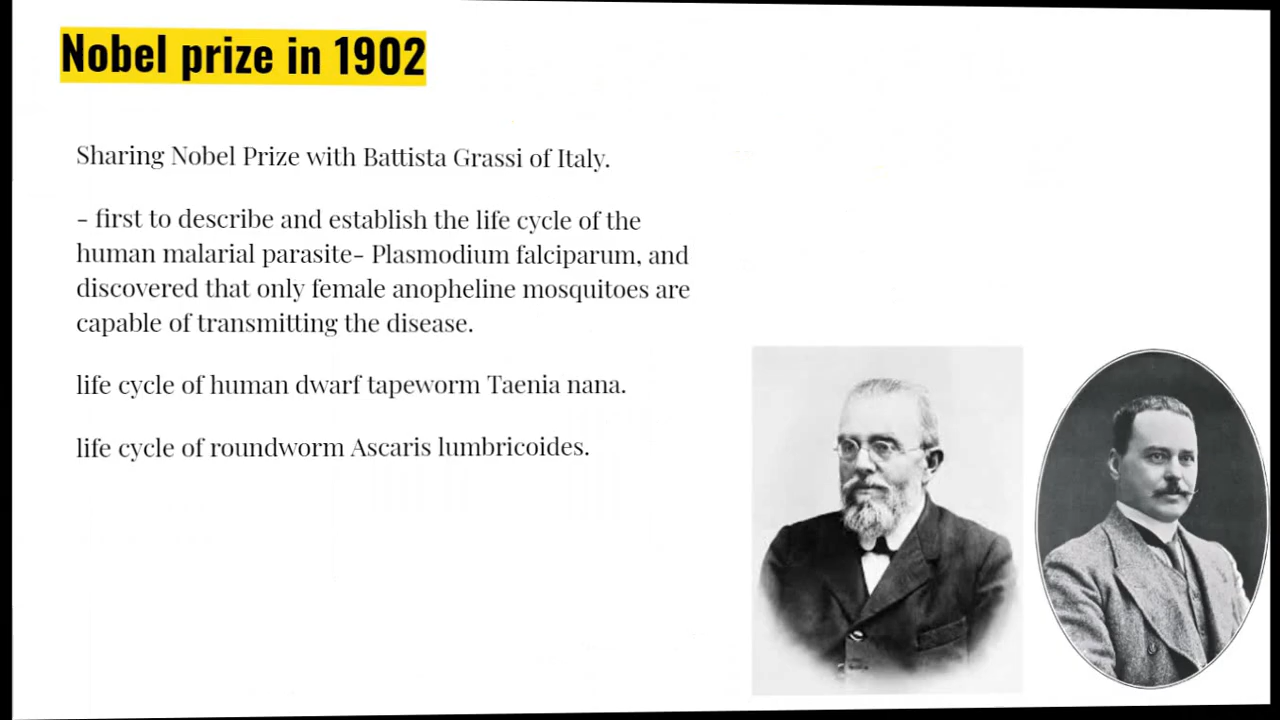 Nobel prize in 1902
Sharing Nobel Prize with Battista Grassi of Italy.
- first to describe and establish the life cycle of the
human malarial parasite- Plasmodium falciparum, and
discovered that only female anopheline mosquitoes are
capable of transmitting the disease.
life cycle of human dwarf tapeworm Taenia nana.
life cycle of roundworm Ascaris lumbricoides.